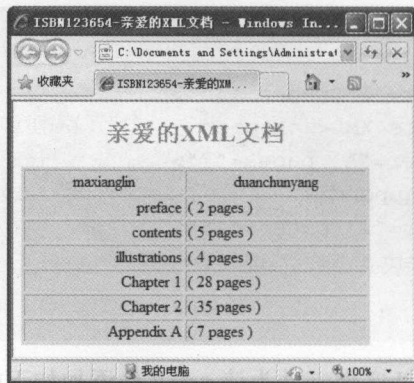 ISBN123654-亲爱的XML文档 - Windows In...
C:\Documents and Settings\Administrat
收藏夹 ISBN123654-亲爱的XM...
亲爱的XML文档
maxianglin duanchunyang
preface ( 2 pages )
contents ( 5 pages )
illustrations ( 4 pages )
Chapter 1 ( 28 pages )
Chapter 2 ( 35 pages )
Appendix A ( 7 pages )
我的电脑 100%